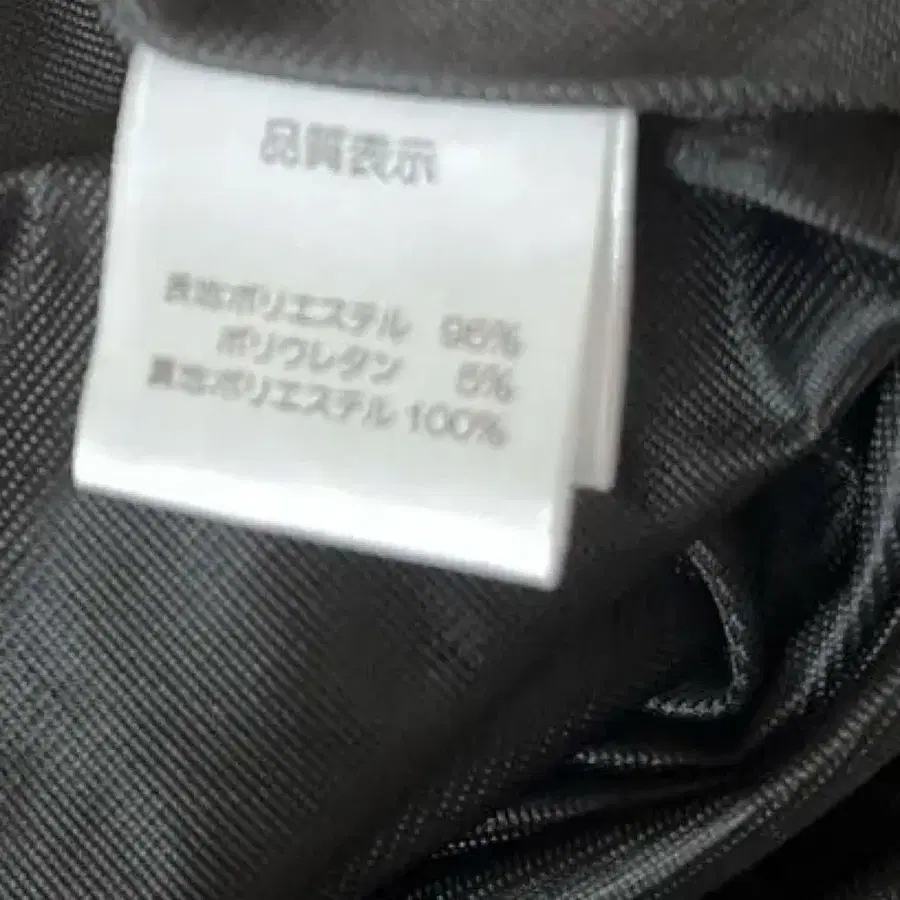 品質表示
表地:ポリエステル 95%
ポリウレタン 5%
裏地:ポリエステル 100%